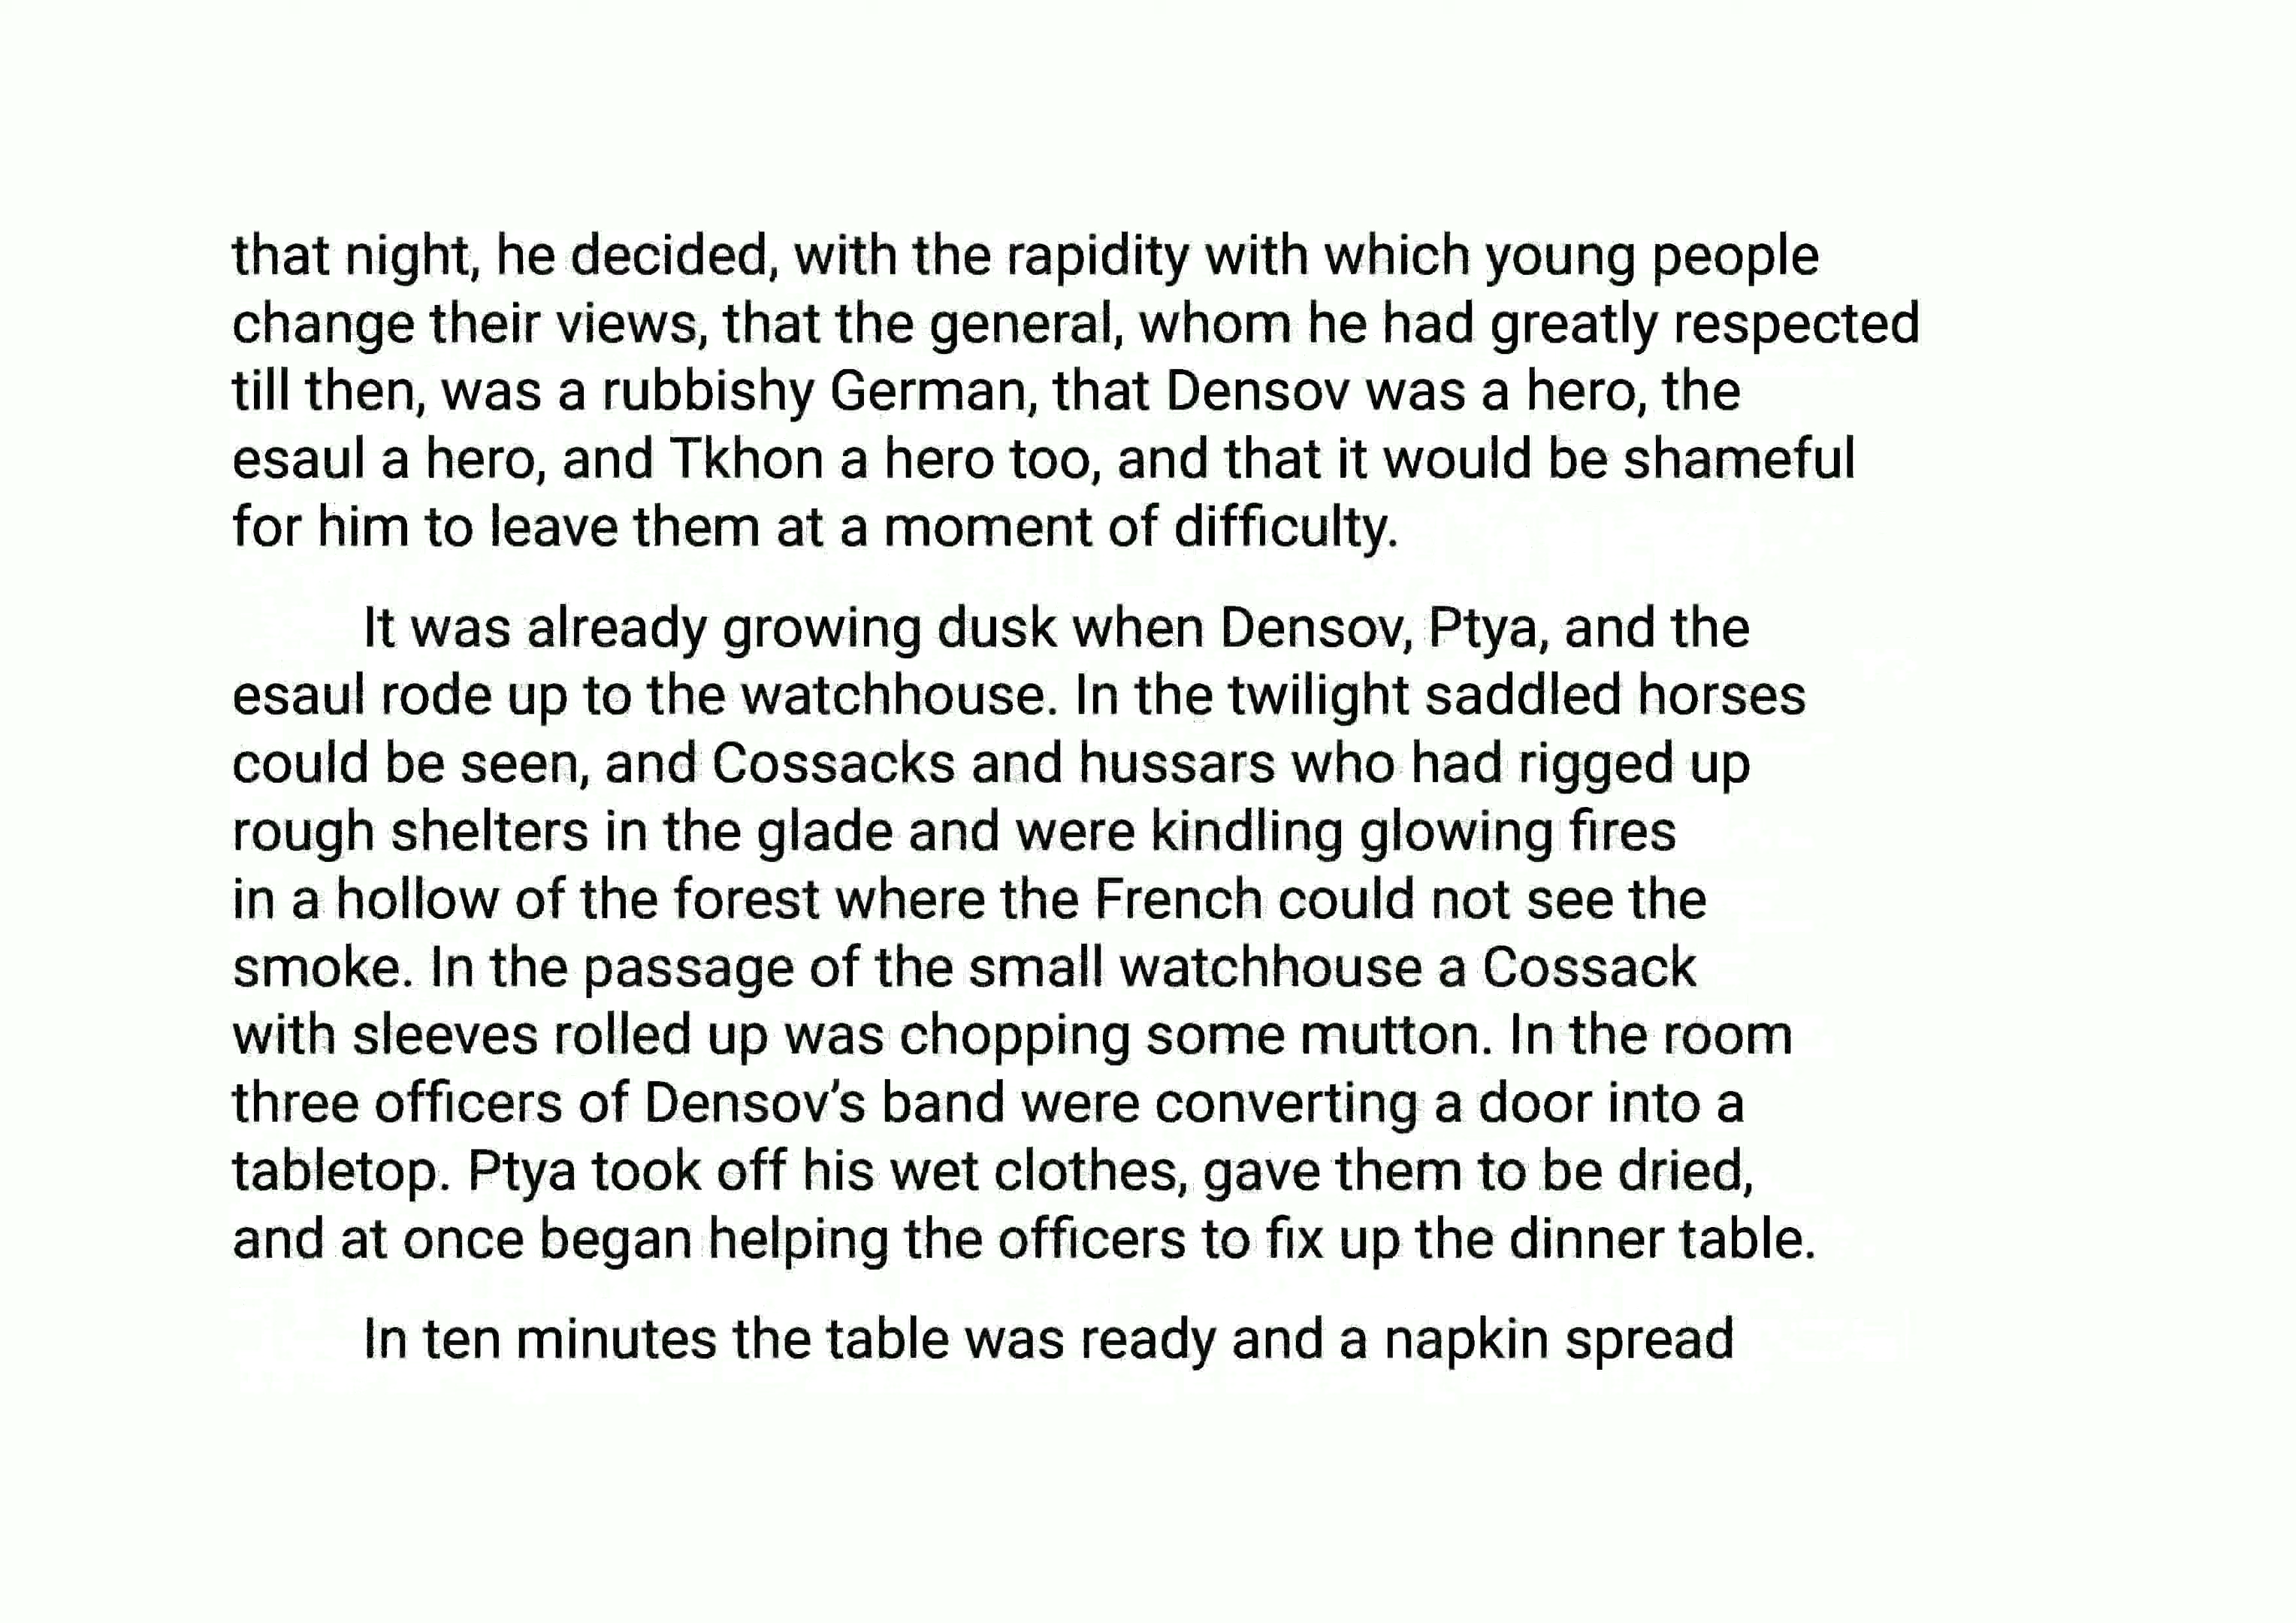 that night, he decided, with the rapidity with which young people
change their views, that the general, whom he had greatly respected
till then, was a rubbishy German, that Densov was a hero, the
esaul a hero, and Tkhon a hero too, and that it would be shameful
for him to leave them at a moment of difficulty.
It was already growing dusk when Densov, Ptya, and the
esaul rode up to the watchhouse. In the twilight saddled horses
could be seen, and Cossacks and hussars who had rigged up
rough shelters in the glade and were kindling glowing fires
in a hollow of the forest where the French could not see the
smoke. In the passage of the small watchhouse a Cossack
with sleeves rolled up was chopping some mutton. In the room
three officers of Densov’s band were converting a door into a
tabletop. Ptya took off his wet clothes, gave them to be dried,
and at once began helping the officers to fix up the dinner table.
In ten minutes the table was ready and a napkin spread